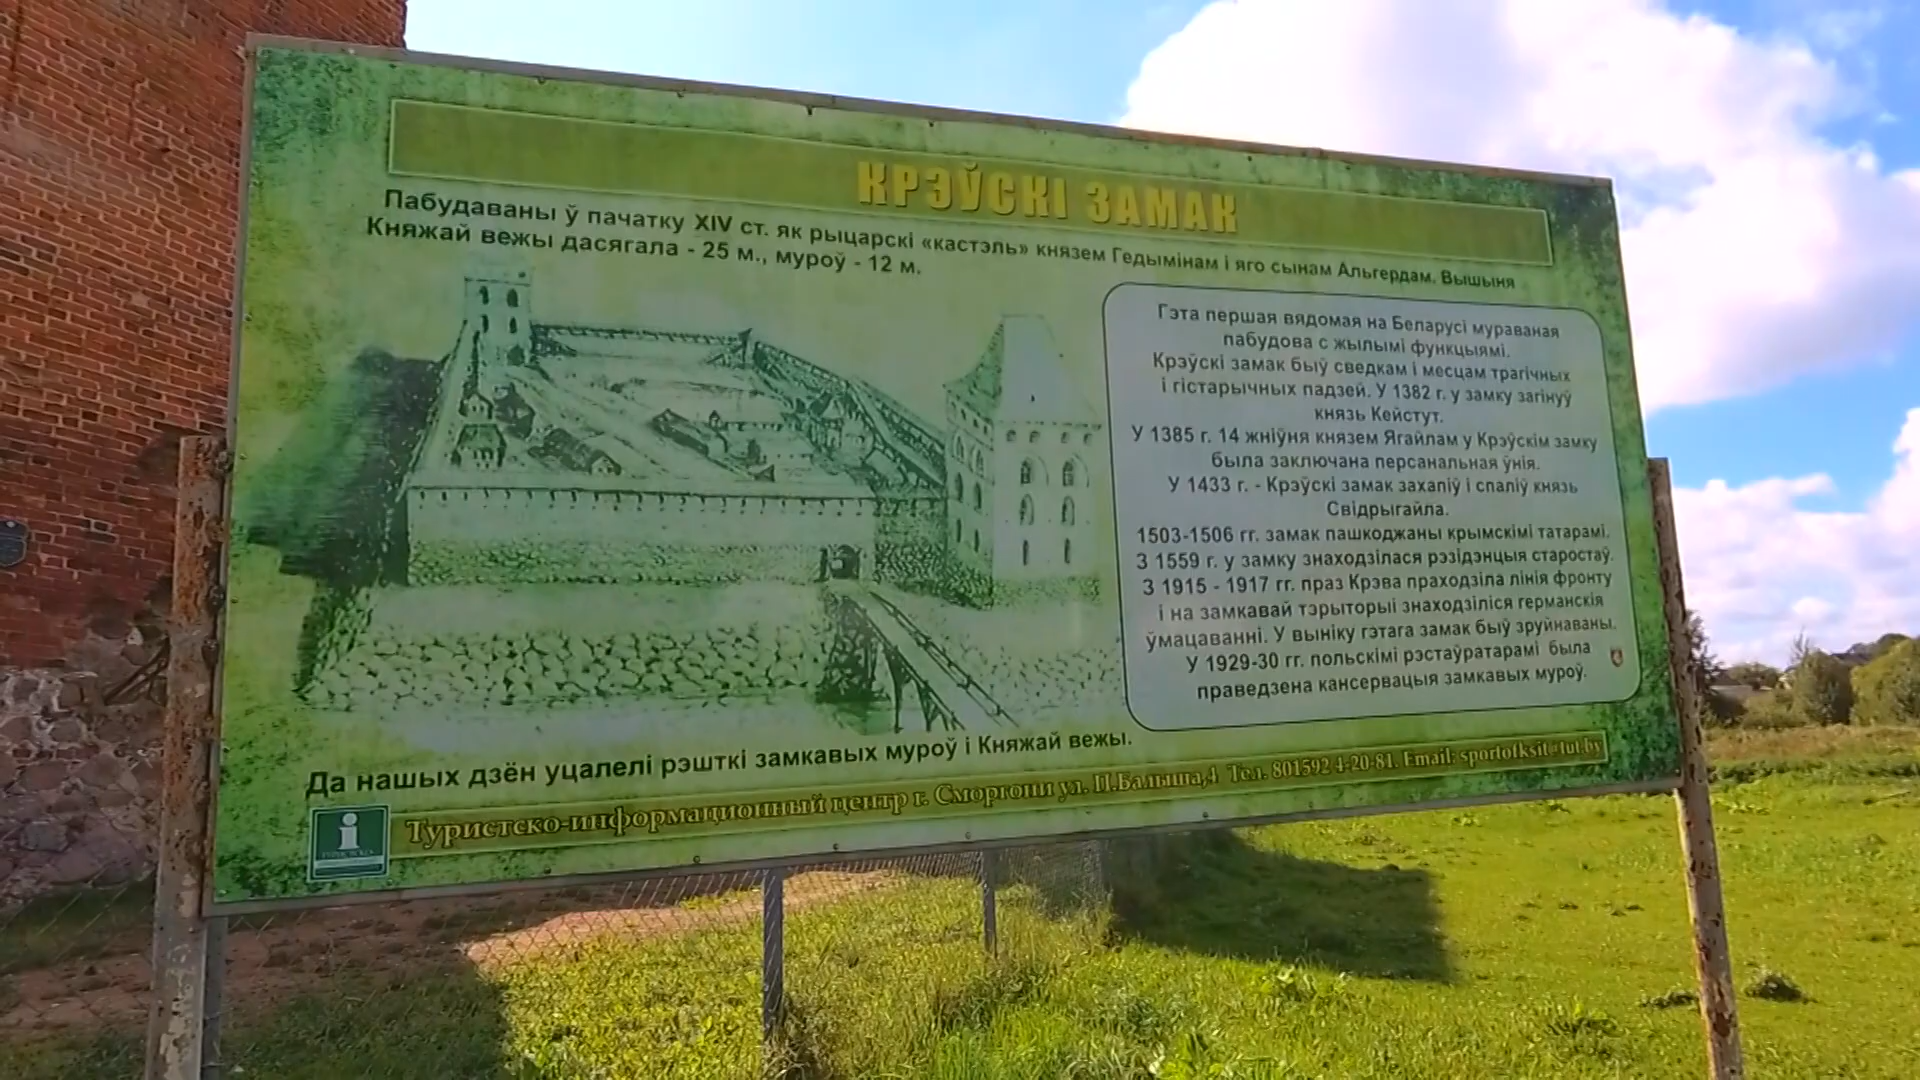 КРЭЎСКІ ЗАМАК
Пабудаваны ў пачатку XIV ст. як рыцарскі «кастэль» князем Гедымінам і яго сынам Альгердам. Вышыня
Княжай вежы дасягала - 25 м., муроў - 12 м.
Гэта першая вядомая на Беларусі мураваная
пабудова с жылымі функцыямі.
Крэўскі замак быў сведкам і месцам трагічных
і гістарычных падзей. У 1382 г. у замку загінуў
князь Кейстут.
У 1385 г. 14 жніўня князем Ягайлам у Крэўскім замку
была заключана персанальная ўнія.
У 1433 г. - Крэўскі замак захапіў і спаліў князь
Свідрыгайла.
1503-1506 гг. замак пашкоджаны крымскімі татарамі.
З 1559 г. у замку знаходзілася рэзідэнцыя старостаў.
З 1915 - 1917 гг. праз Крэва праходзіла лінія фронту
і на замкавай тэрыторыі знаходзіліся германскія
ўмацаванні. У выніку гэтага замак быў зруйнаваны.
У 1929-30 гг. польскімі рэстаўратарамі была
праведзена кансервацыя замкавых муроў.
Да нашых дзён уцалелі рэшткі замкавых муроў і Княжай вежы.
Туристско-информационный центр г. Сморгони ул. П.Балыша,4 Тел. 801592 4-20-81. Email: sportofksit@tut.by